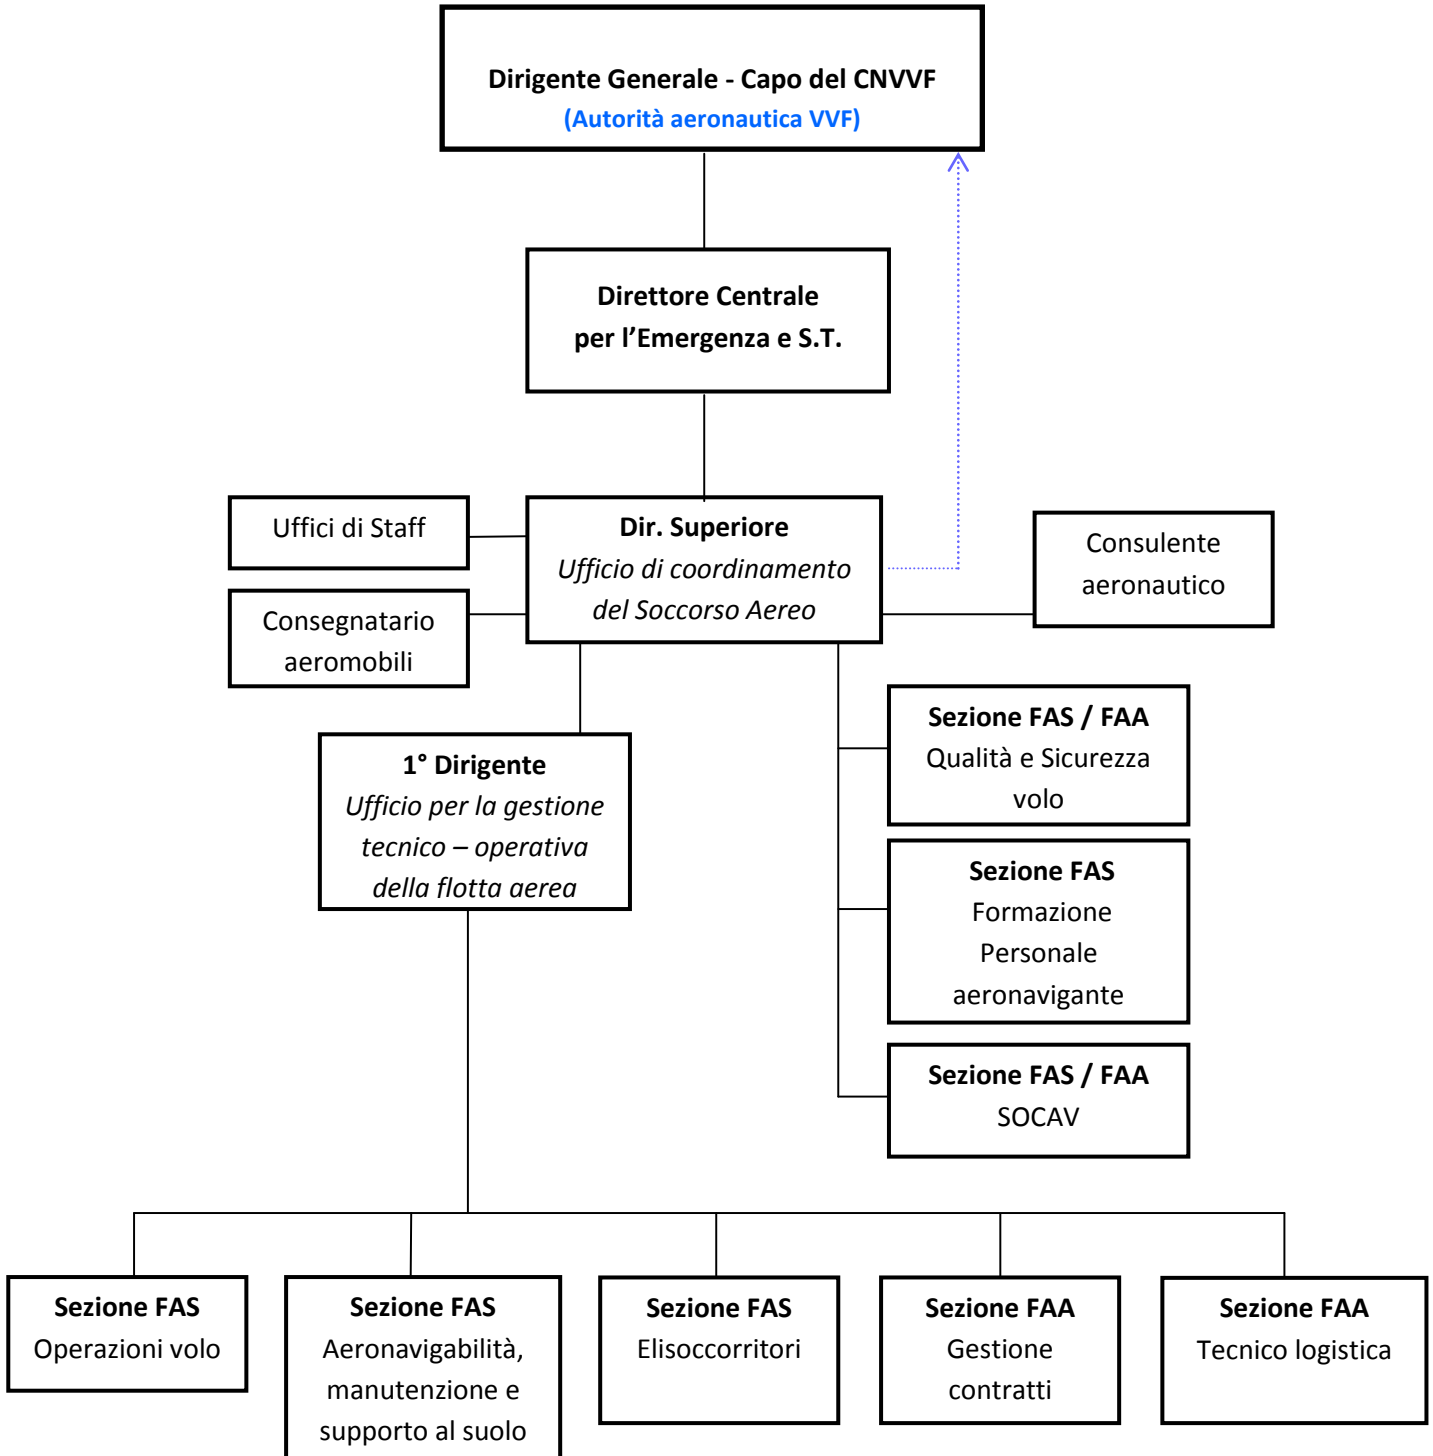 Dirigente Generale - Capo del CNVVF
(Autorità aeronautica VVF)
Direttore Centrale
per l’Emergenza e S.T.
Uffici di Staff
Consegnatario
aeromobili
Dir. Superiore
Ufficio di coordinamento
del Soccorso Aereo
Consulente
aeronautico
1° Dirigente
Ufficio per la gestione
tecnico – operativa
della flotta aerea
Sezione FAS / FAA
Qualità e Sicurezza
volo
Sezione FAS
Formazione
Personale
aeronavigante
Sezione FAS / FAA
SOCAV
Sezione FAS
Operazioni volo
Sezione FAS
Aeronavigabilità,
manutenzione e
supporto al suolo
Sezione FAS
Elisoccorritori
Sezione FAA
Gestione
contratti
Sezione FAA
Tecnico logistica